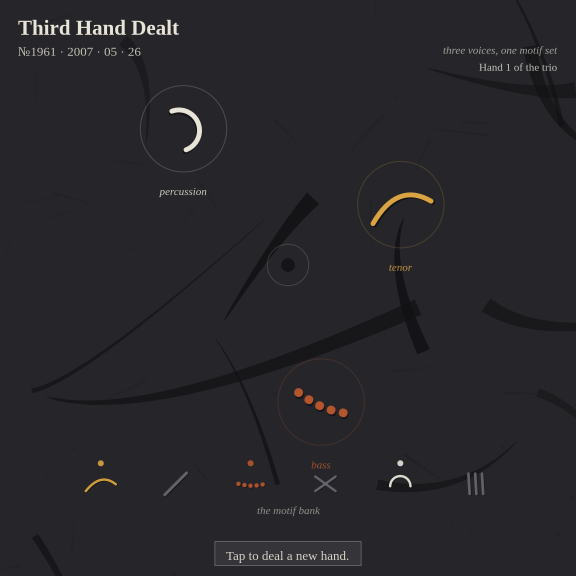 Third Hand Dealt
№1961 · 2007 · 05 · 26
three voices, one motif set
Hand 1 of the trio
percussion
tenor
bass
the motif bank
Tap to deal a new hand.